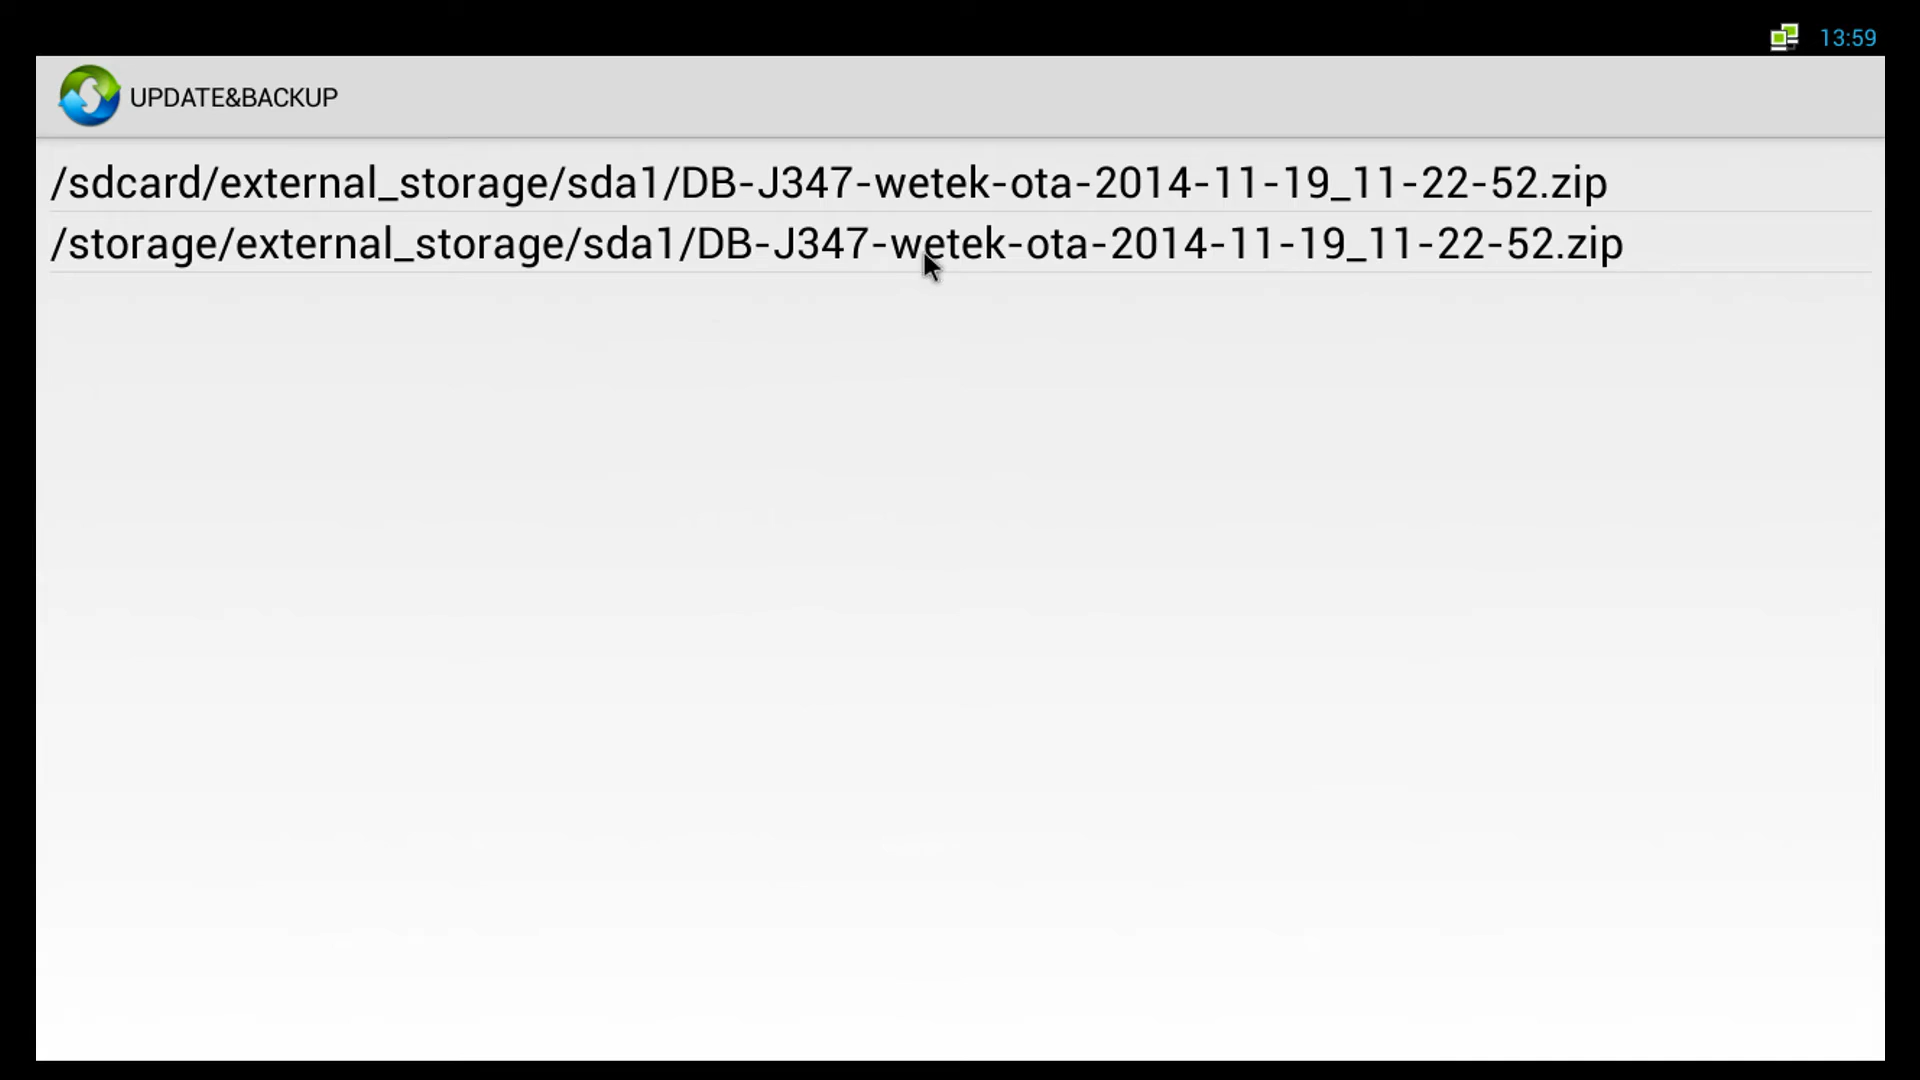 13:59
UPDATE&BACKUP
/sdcard/external_storage/sda1/DB-J347-wetek-ota-2014-11-19_11-22-52.zip
/storage/external_storage/sda1/DB-J347-wetek-ota-2014-11-19_11-22-52.zip